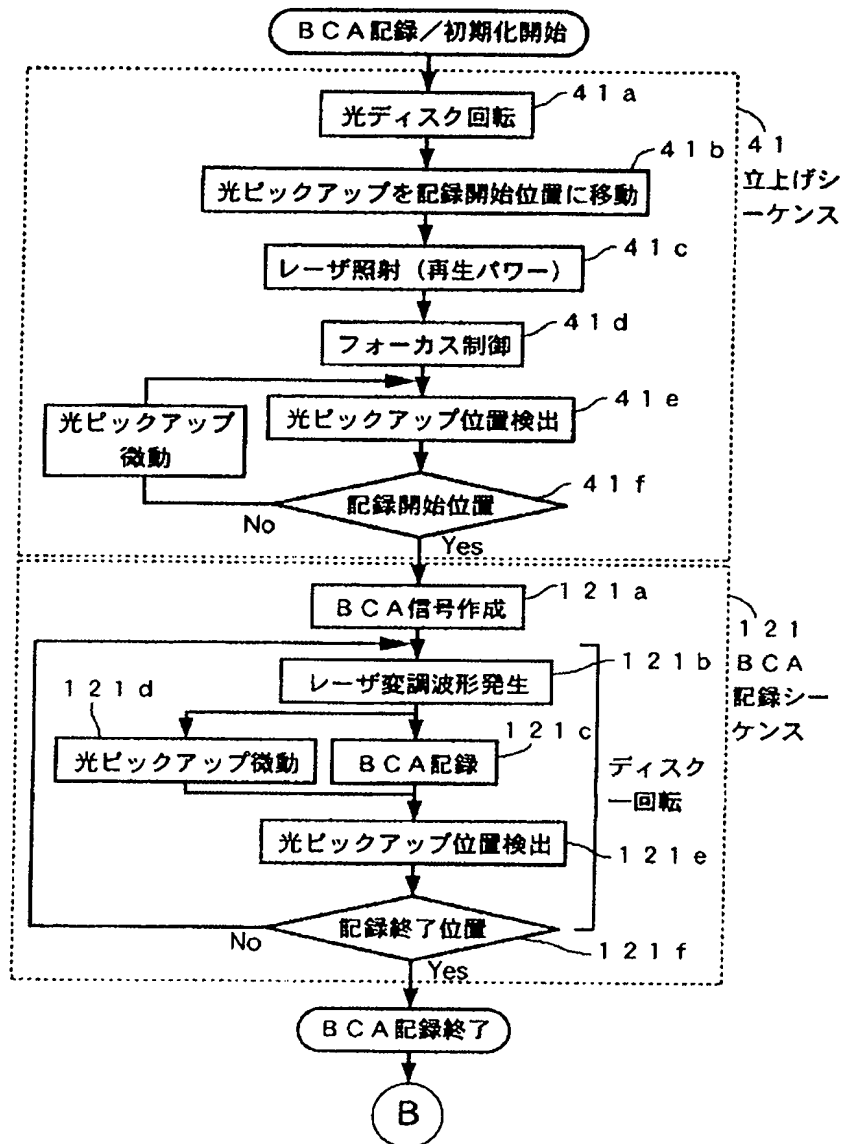 BCA記録/初期化開始
41a
光ディスク回転
41b
光ピックアップを記録開始位置に移動
41
立上げシ
ーケンス
41c
レーザ照射(再生パワー)
41d
フォーカス制御
41e
光ピックアップ位置検出
光ピックアップ
微動
41f
記録開始位置
No
Yes
121a
BCA信号作成
121
BCA
記録シー
ケンス
121b
レーザ変調波形発生
121d
光ピックアップ微動
121c
BCA記録
ディスク
一回転
光ピックアップ位置検出
121e
記録終了位置
No
121f
Yes
BCA記録終了
B